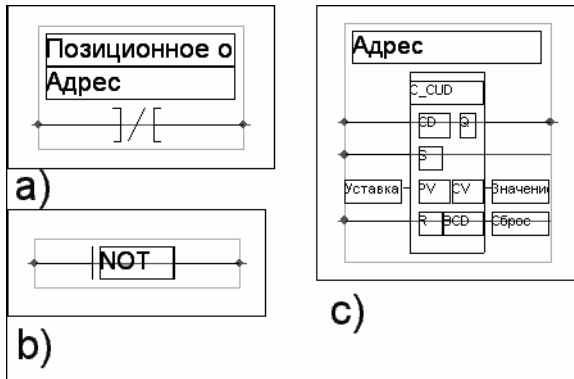 Позиционное о
Адрес
]/[
a)
NOT
b)
Адрес
C_CUD
CD Q
S
Уставка PV CV Значени
R BCD Сброс
c)